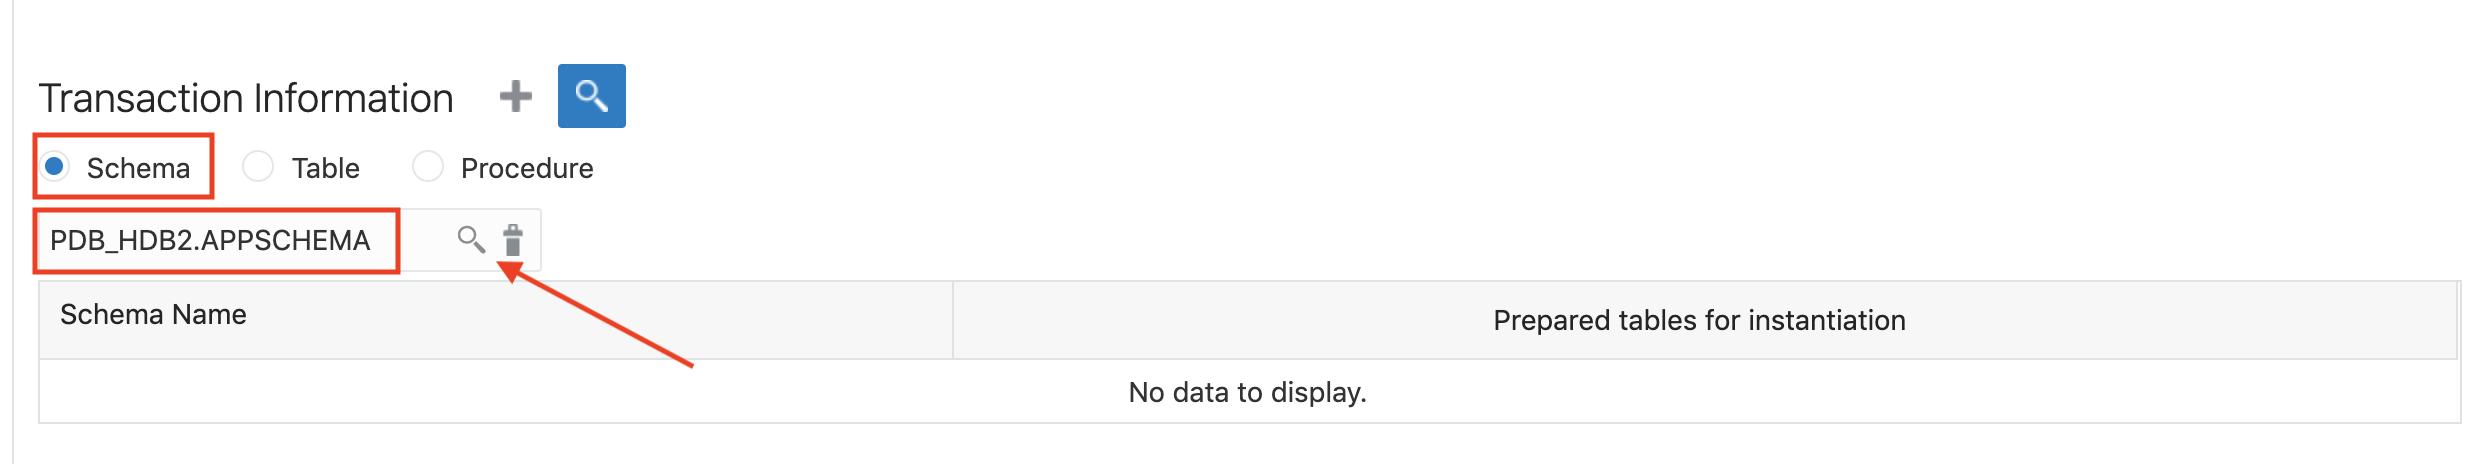 Transaction Information
Schema Table Procedure
PDB_HDB2.APPSCHEMA
Schema Name Prepared tables for instantiation
No data to display.